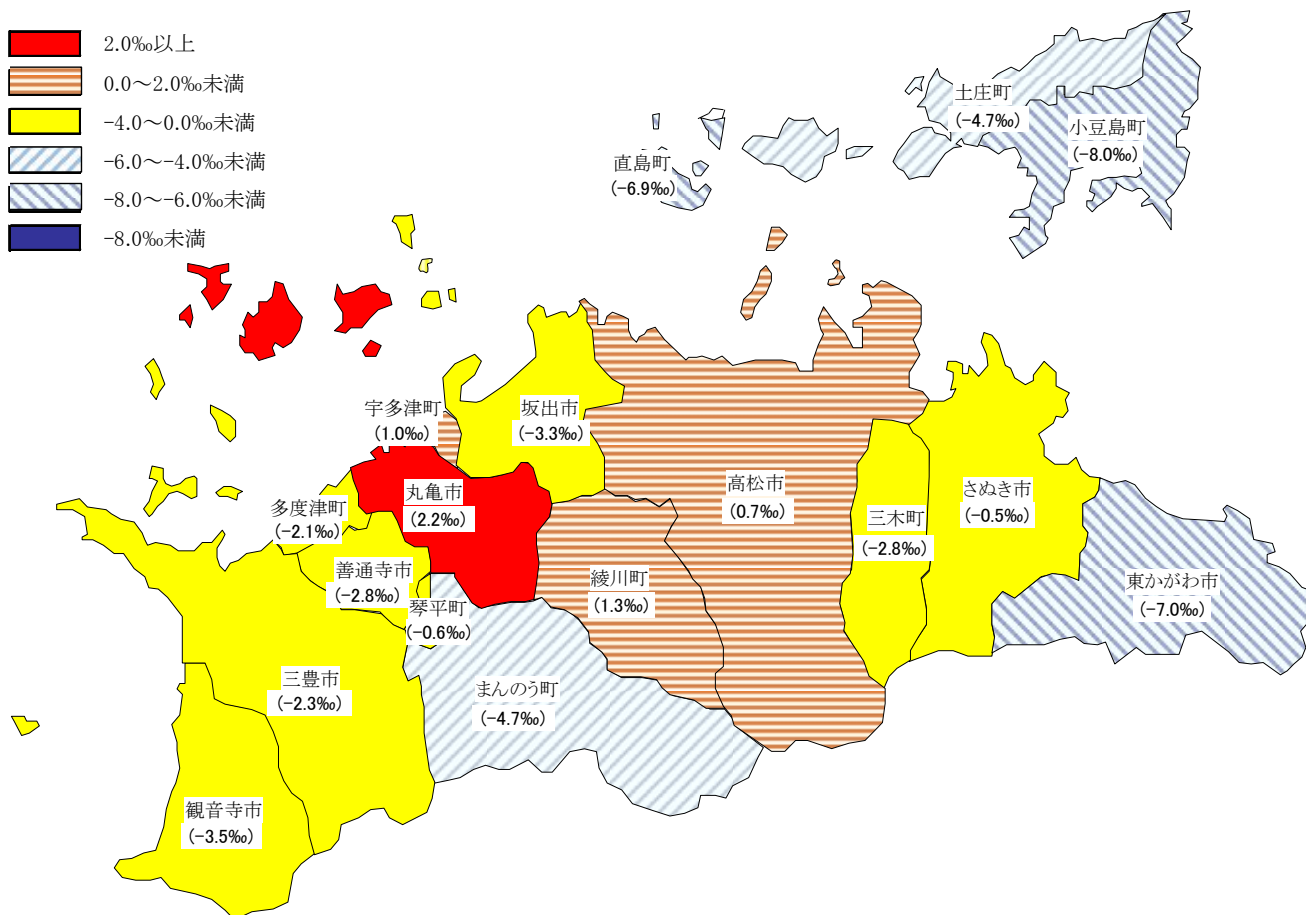 2.0‰以上
0.0～2.0‰未満
-4.0～0.0‰未満
-6.0～-4.0‰未満
-8.0～-6.0‰未満
-8.0‰未満
土庄町
(-4.7‰)
小豆島町
(-8.0‰)
直島町
(-6.9‰)
宇多津町
(1.0‰)
坂出市
(-3.3‰)
丸亀市
(2.2‰)
高松市
(0.7‰)
さぬき市
(-0.5‰)
三木町
(-2.8‰)
多度津町
(-2.1‰)
善通寺市
(-2.8‰)
綾川町
(1.3‰)
東かがわ市
(-7.0‰)
琴平町
(-0.6‰)
三豊市
(-2.3‰)
まんのう町
(-4.7‰)
観音寺市
(-3.5‰)